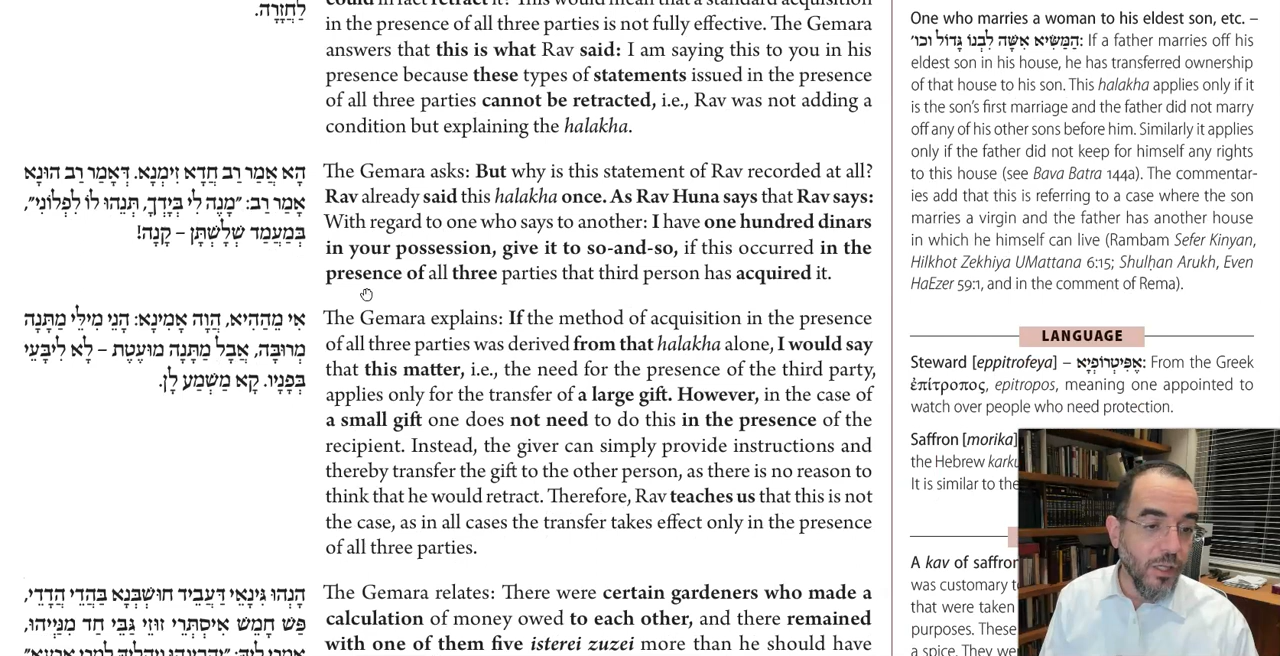 לַחֲזָרָה.
in the presence of all three parties is not fully effective. The Gemara
answers that this is what Rav said: I am saying this to you in his
presence because these types of statements issued in the presence
of all three parties cannot be retracted, i.e., Rav was not adding a
condition but explaining the halakha.
הָא אֲמַר רַב חֲדָא זִימְנָא. דְּאָמַר רַב הוּנָא
אָמַר רַב: ״מָנֶה לִי בְּיָדְךָ, תְּנֵהוּ לוֹ לִפְלוֹנִי״,
בְּמַעֲמַד שְׁלׇשְׁתָּן – קָנָה!
The Gemara asks: But why is this statement of Rav recorded at all?
Rav already said this halakha once. As Rav Huna says that Rav says:
With regard to one who says to another: I have one hundred dinars
in your possession, give it to so-and-so, if this occurred in the
presence of all three parties that third person has acquired it.
אִי מֵהַהִיא, הֲוָה אָמֵינָא: הָנֵי מִילֵּי מַתָּנָה
מְרוּבָּה, אֲבָל מַתָּנָה מוּעֶטֶת – לָא לִיבָּעֵי
בְּפָנָיו. קָא מַשְׁמַע לָן.
The Gemara explains: If the method of acquisition in the presence
of all three parties was derived from that halakha alone, I would say
that this matter, i.e., the need for the presence of the third party,
applies only for the transfer of a large gift. However, in the case of
a small gift one does not need to do this in the presence of the
recipient. Instead, the giver can simply provide instructions and
thereby transfer the gift to the other person, as there is no reason to
think that he would retract. Therefore, Rav teaches us that this is not
the case, as in all cases the transfer takes effect only in the presence
of all three parties.
הָנְהוּ גִּינָאֵי דַּעֲבִיד חוּשְׁבְּנָא בַּהֲדֵי הֲדָדֵי,
פַּשׁ חֲמֵשׁ אִיסְתֵּרֵי זוּזֵי גַּבֵּי חַד מִנַּיְיהוּ,
The Gemara relates: There were certain gardeners who made a
calculation of money owed to each other, and there remained
with one of them five isterei zuzei more than he should have
One who marries a woman to his eldest son, etc. –
הַמַּשִּׂיא אִשָּׁה לִבְנוֹ גָּדוֹל וכו׳: If a father marries off his
eldest son in his house, he has transferred ownership
of that house to his son. This halakha applies only if it
is the son's first marriage and the father did not marry
off any of his other sons before him. Similarly it applies
only if the father did not keep for himself any rights
to this house (see Bava Batra 144a). The commentar-
ies add that this is referring to a case where the son
marries a virgin and the father has another house
in which he himself can live (Rambam Sefer Kinyan,
Hilkhot Zekhiya UMattana 6:15; Shulḥan Arukh, Even
HaEzer 59:1, and in the comment of Rema).
LANGUAGE
Steward [eppitrofeya] – אַפִּיטְרוֹפְּיָא: From the Greek
ἐπίτροπος, epitropos, meaning one appointed to
watch over people who need protection.
Saffron [morika]
the Hebrew
It is similar to the
A kav of saffron
was customary
that were taken
purposes. These
a spice. They